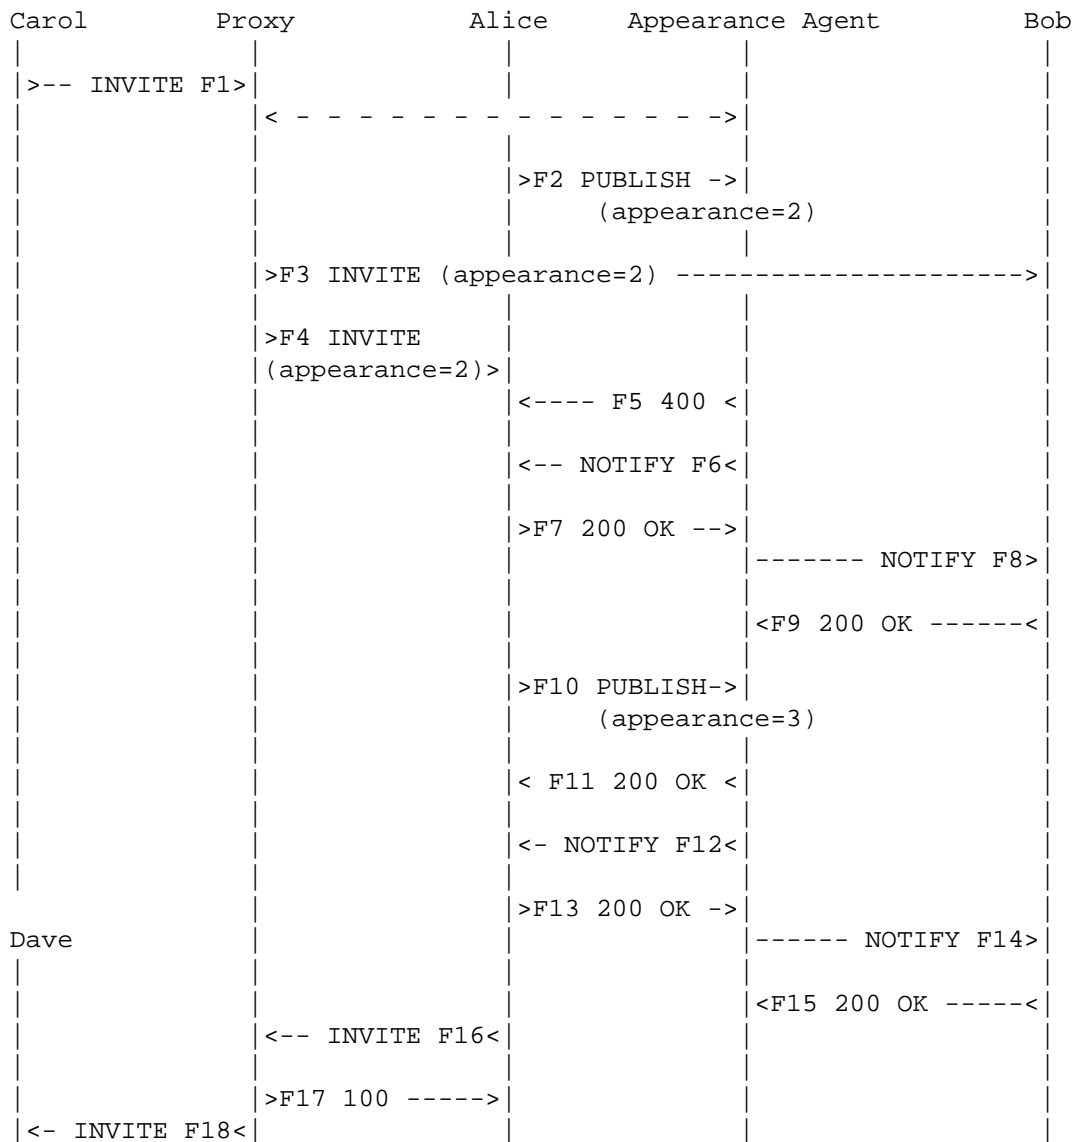 Carol Proxy Alice Appearance Agent Bob
>-- INVITE F1>
< - - - - - - - - - - - - - - ->
>F2 PUBLISH ->
(appearance=2)
>F3 INVITE (appearance=2) ---------------------->
>F4 INVITE
(appearance=2)>
<---- F5 400 <
<-- NOTIFY F6<
>F7 200 OK -->
------- NOTIFY F8>
<F9 200 OK ------<
>F10 PUBLISH->
(appearance=3)
< F11 200 OK <
<- NOTIFY F12<
>F13 200 OK ->
Dave ------ NOTIFY F14>
<F15 200 OK -----<
<-- INVITE F16<
>F17 100 ----->
<- INVITE F18<